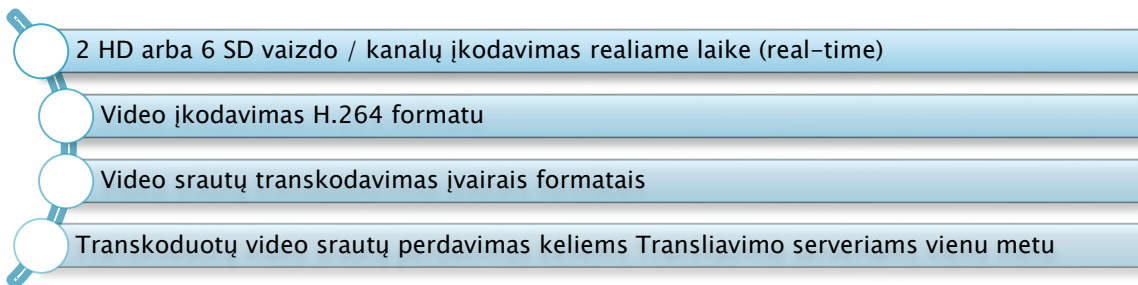 2 HD arba 6 SD vaizdo / kanalų įkodavimas realiame laike (real-time)
Video įkodavimas H.264 formatu
Video srautų transkodavimas įvairais formatais
Transkoduotų video srautų perdavimas keliems Transliavimo serveriams vienu metu